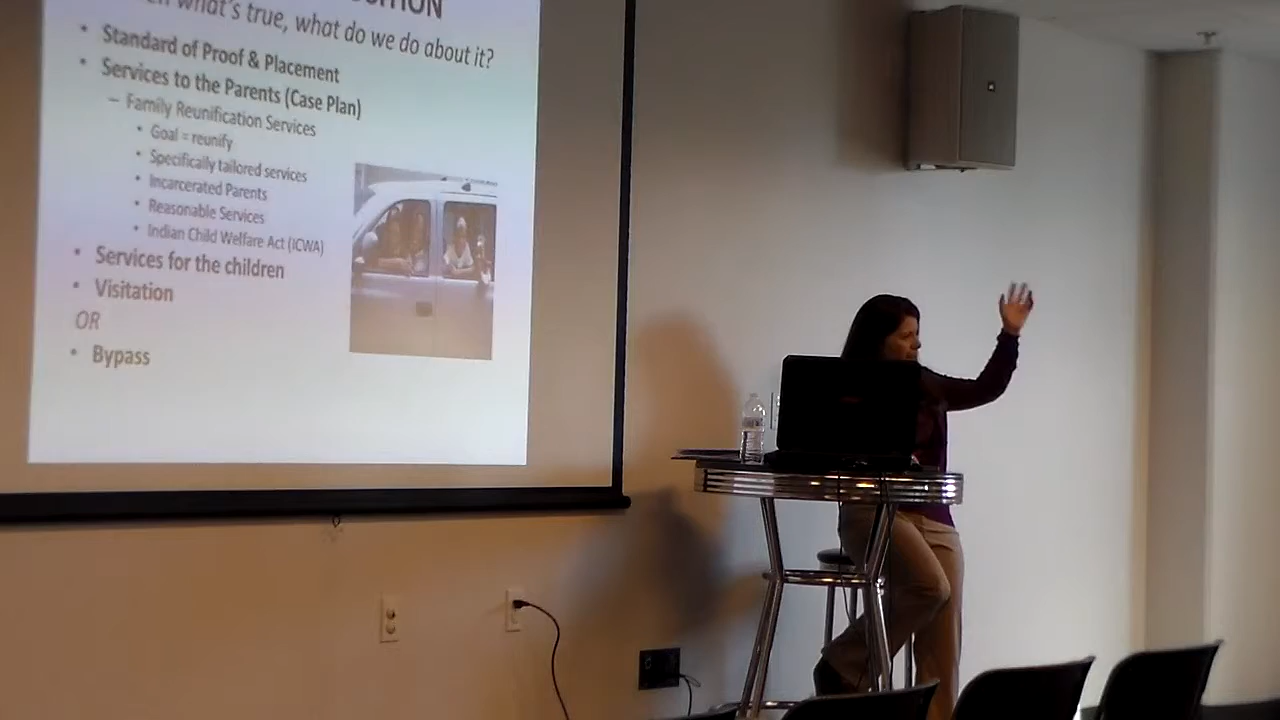 what's true, what do we do about it?
• Standard of Proof & Placement
• Services to the Parents (Case Plan)
– Family Reunification Services
• Goal = reunify
• Specifically tailored services
• Incarcerated Parents
• Reasonable Services
• Indian Child Welfare Act (ICWA)
• Services for the children
• Visitation
OR
• Bypass